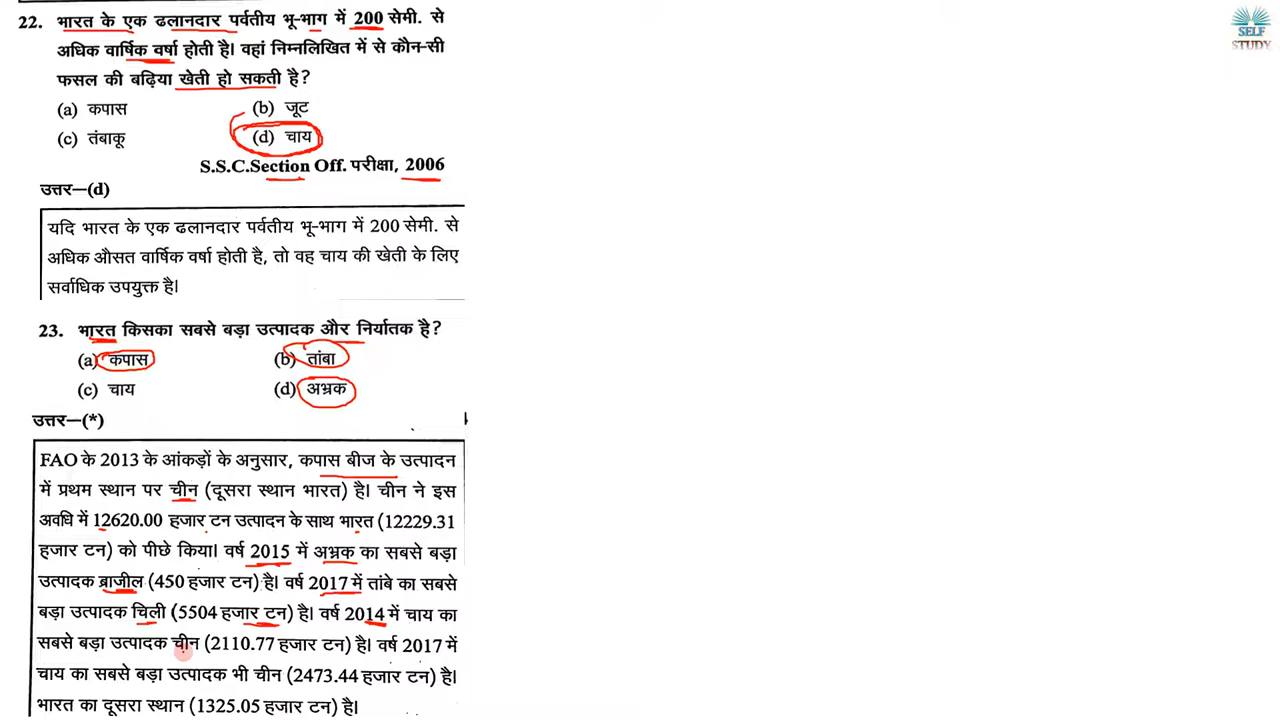 22. भारत के एक ढलानदार पर्वतीय भू-भाग में 200 सेमी. से
अधिक वार्षिक वर्षा होती है। वहां निम्नलिखित में से कौन-सी
फसल की बढ़िया खेती हो सकती है?
(a) कपास (b) जूट
(c) तंबाकू (d) चाय
S.S.C.Section Off. परीक्षा, 2006
उत्तर—(d)
यदि भारत के एक ढलानदार पर्वतीय भू-भाग में 200 सेमी. से
अधिक औसत वार्षिक वर्षा होती है, तो वह चाय की खेती के लिए
सर्वाधिक उपयुक्त है।
23. भारत किसका सबसे बड़ा उत्पादक और निर्यातक है?
(a) कपास (b) तांबा
(c) चाय (d) अभ्रक
उत्तर—(*)
FAO के 2013 के आंकड़ों के अनुसार, कपास बीज के उत्पादन
में प्रथम स्थान पर चीन (दूसरा स्थान भारत) है। चीन ने इस
अवधि में 12620.00 हजार टन उत्पादन के साथ भारत (12229.31
हजार टन) को पीछे किया। वर्ष 2015 में अभ्रक का सबसे बड़ा
उत्पादक ब्राजील (450 हजार टन) है। वर्ष 2017 में तांबे का सबसे
बड़ा उत्पादक चिली (5504 हजार टन) है। वर्ष 2014 में चाय का
सबसे बड़ा उत्पादक चीन (2110.77 हजार टन) है। वर्ष 2017 में
चाय का सबसे बड़ा उत्पादक भी चीन (2473.44 हजार टन) है।
भारत का दूसरा स्थान (1325.05 हजार टन) है।
SELF
STUDY